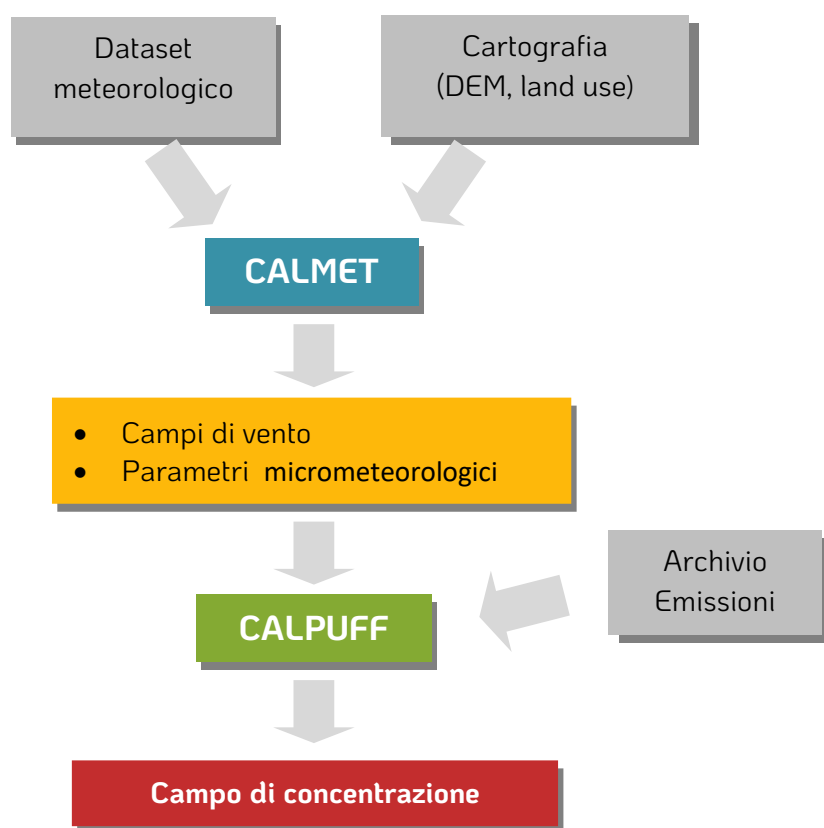 Dataset
meteorologico
Cartografia
(DEM, land use)
CALMET
• Campi di vento
• Parametri micrometeorologici
Archivio
Emissioni
CALPUFF
Campo di concentrazione